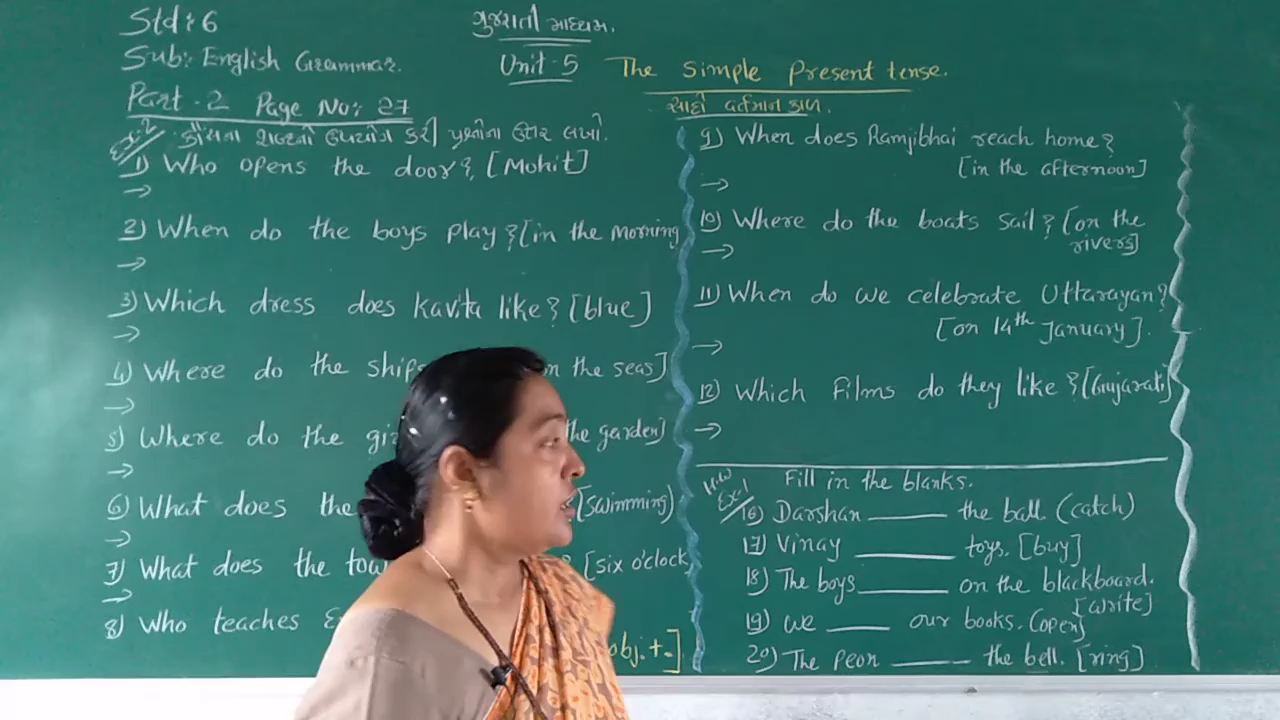 Std: 6
Sub: English Grammar.
Part-2 Page No: 27
ગુજરાતી માધ્યમ.
Unit-5
The Simple Present tense.
સાદો વર્તમાન કાળ.
Ex:-2 કૌંસના શબ્દનો ઉપયોગ કરી પ્રશ્નોના ઉત્તર લખો.
1) Who opens the door?, [Mohit]
→
2) When do the boys play? [in the morning
→
3) Which dress does Kavita like? [blue]
→
4) Where do the ships the seas]
→
5) Where do the the garden]
→
6) What does the [swimming)
→
7) What does the [six o'clock
→
8) Who teaches
obj.+.]
9) When does Ramjibhai reach home?
[in the afternoon]
→
10) Where do the boats sail? [on the
rivers]
→
11) When do we celebrate Uttarayan?
[on 14th January].
→
12) Which Films do they like? [Gujarati]
→
H.W Ex-1 Fill in the blanks.
16) Darshan ______ the ball. (catch)
17) Vinay ______ toys. [buy]
18) The boys ______ on the blackboard.
[write]
19) We ______ our books. (open]
20) The peon ______ the bell. [ring]